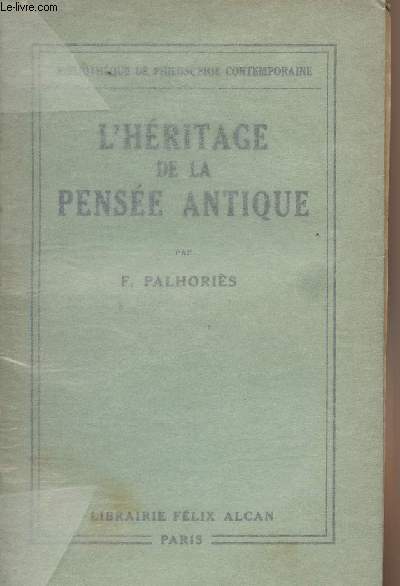 Le-livre.com
BIBLIOTHÈQUE DE PHILOSOPHIE CONTEMPORAINE
L'HÉRITAGE
DE LA
PENSÉE ANTIQUE
PAR
F. PALHORIÈS
LIBRAIRIE FÉLIX ALCAN
PARIS